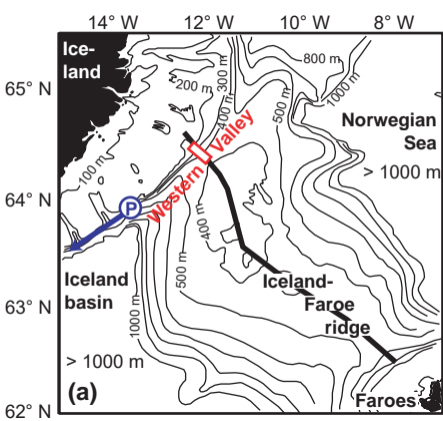 14° W 12° W 10° W 8° W
65° N
64° N
63° N
62° N
Ice-
land
800 m
1000 m
200 m
300 m
400 m
500 m
100 m
Norwegian
Sea
> 1000 m
Western Valley
P
400 m
500 m
1000 m
Iceland
basin
Iceland-
Faroe
ridge
> 1000 m
(a)
Faroes